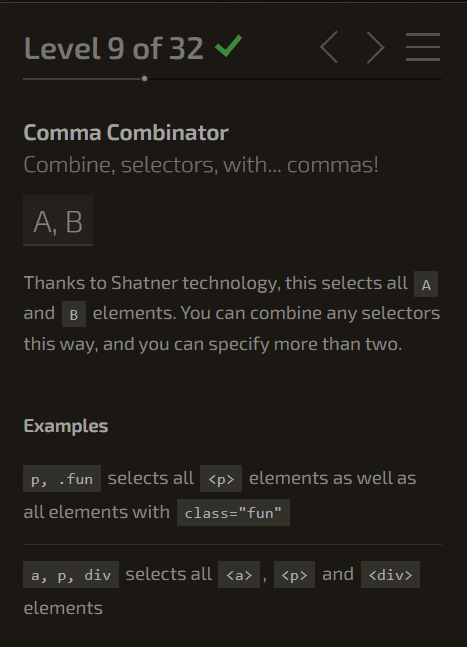 Level 9 of 32
Comma Combinator
Combine, selectors, with... commas!
A, B
Thanks to Shatner technology, this selects all A
and B elements. You can combine any selectors
this way, and you can specify more than two.
Examples
p, .fun selects all <p> elements as well as
all elements with class="fun"
a, p, div selects all <a>, <p> and <div>
elements